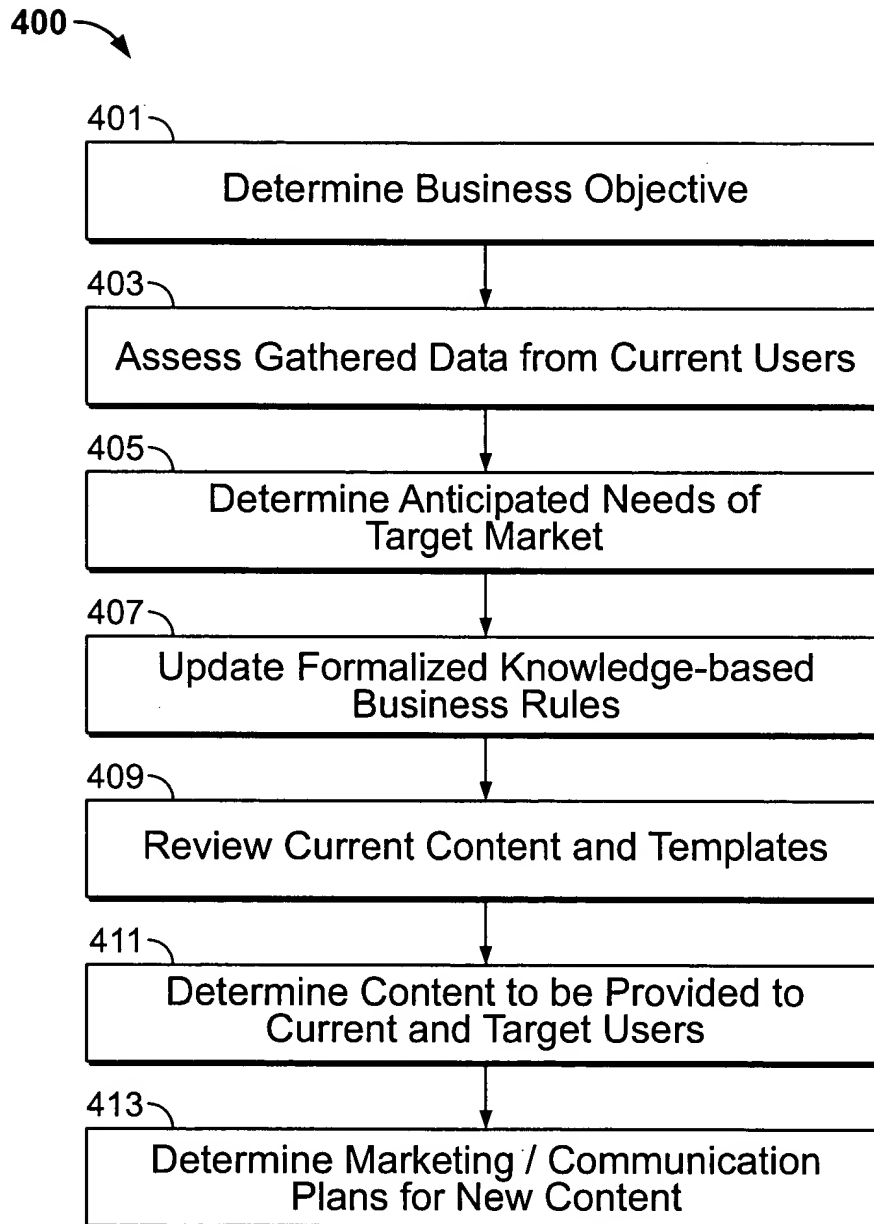 400
401
Determine Business Objective
403
Assess Gathered Data from Current Users
405
Determine Anticipated Needs of
Target Market
407
Update Formalized Knowledge-based
Business Rules
409
Review Current Content and Templates
411
Determine Content to be Provided to
Current and Target Users
413
Determine Marketing / Communication
Plans for New Content